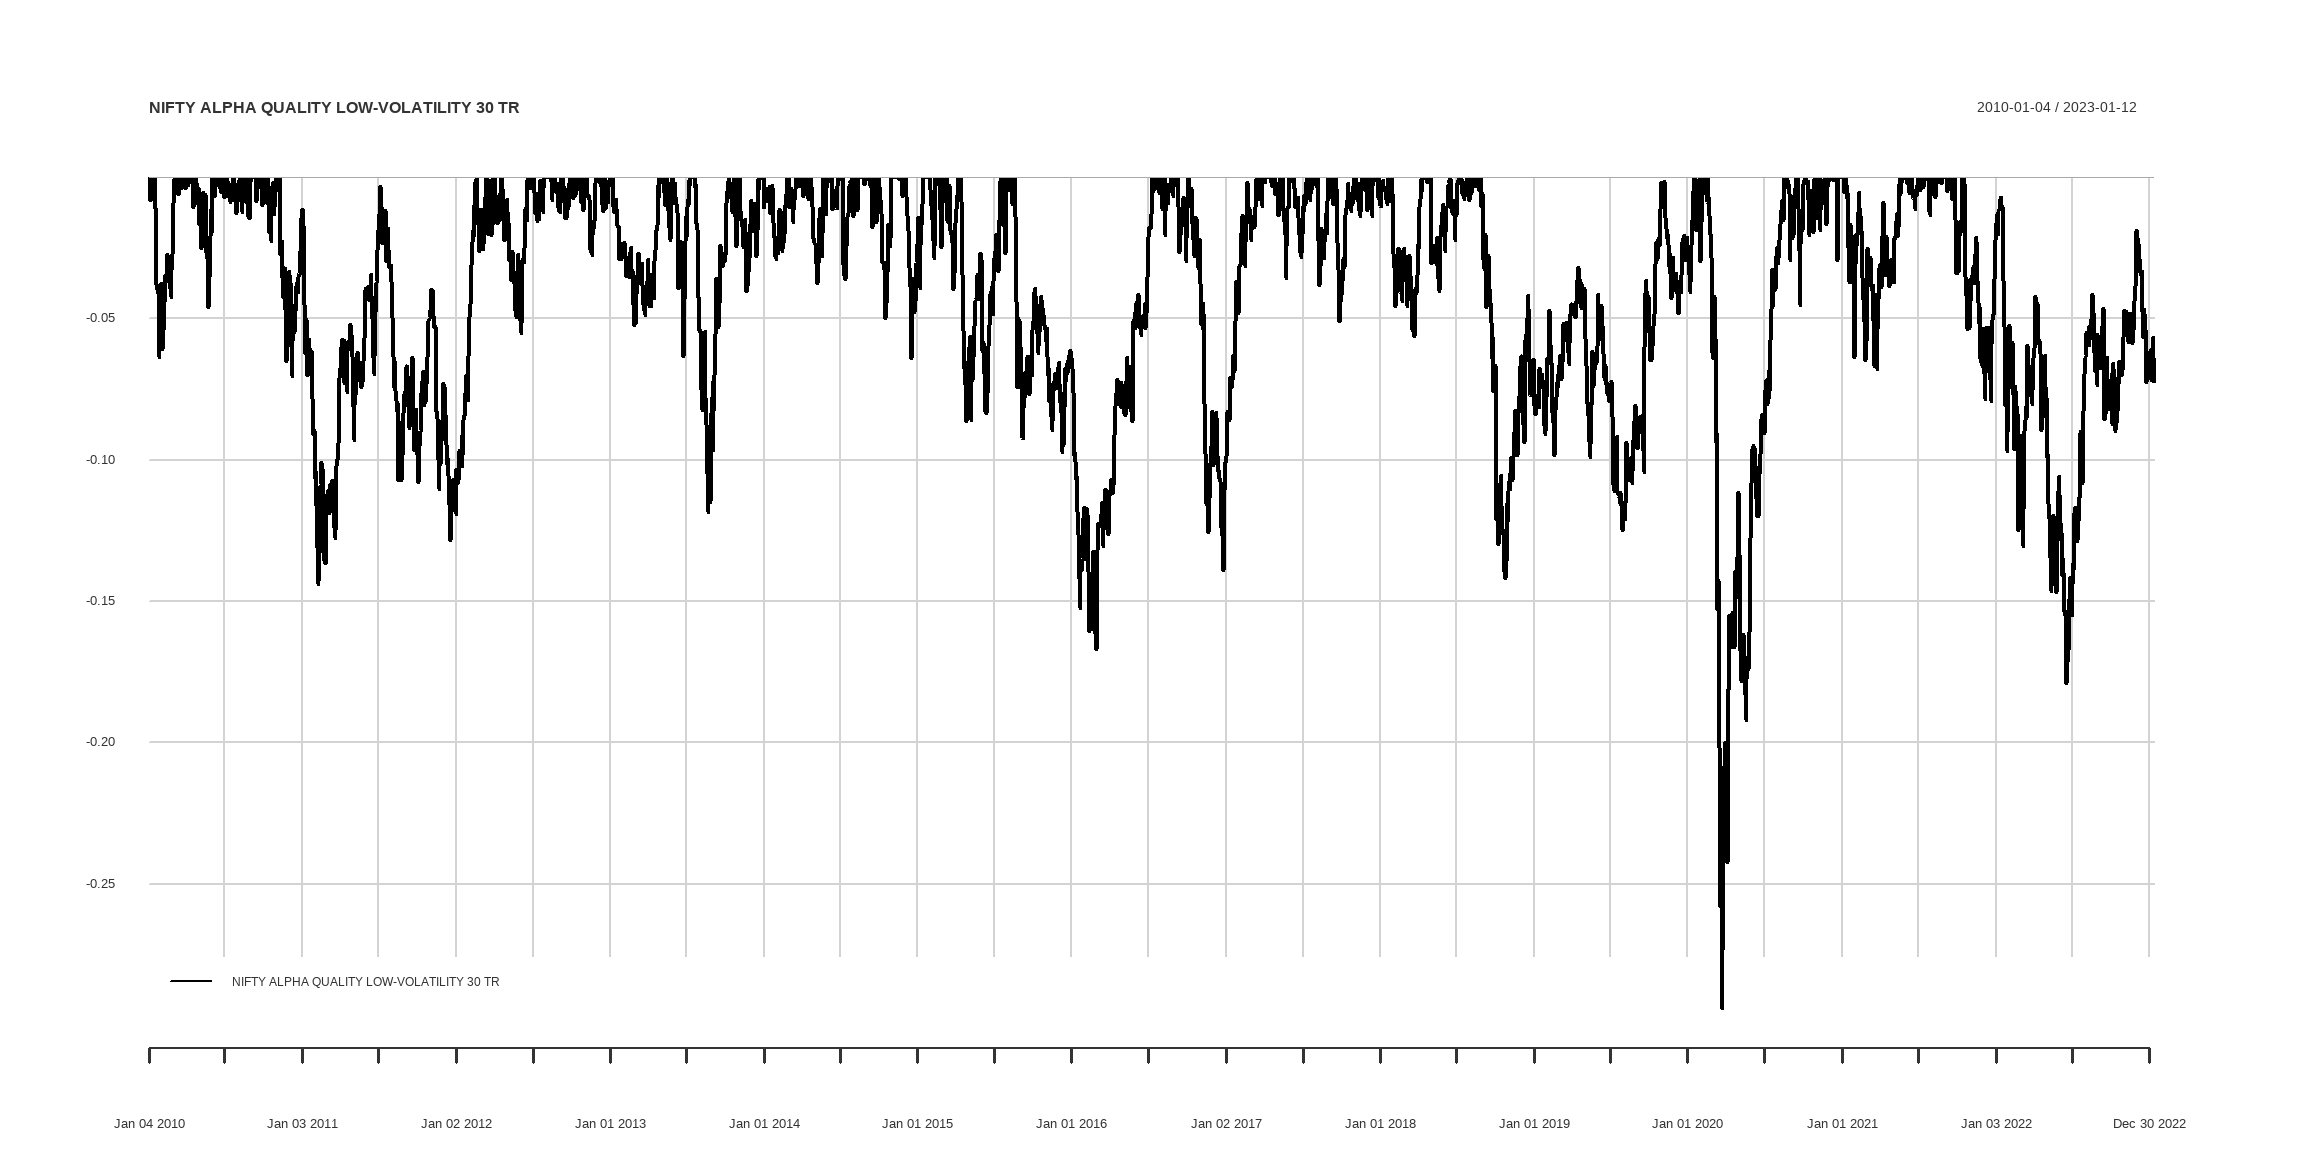 NIFTY ALPHA QUALITY LOW-VOLATILITY 30 TR
2010-01-04 / 2023-01-12
-0.05
-0.10
-0.15
-0.20
-0.25
NIFTY ALPHA QUALITY LOW-VOLATILITY 30 TR
Jan 04 2010 Jan 03 2011 Jan 02 2012 Jan 01 2013 Jan 01 2014 Jan 01 2015 Jan 01 2016 Jan 02 2017 Jan 01 2018 Jan 01 2019 Jan 01 2020 Jan 01 2021 Jan 03 2022 Dec 30 2022